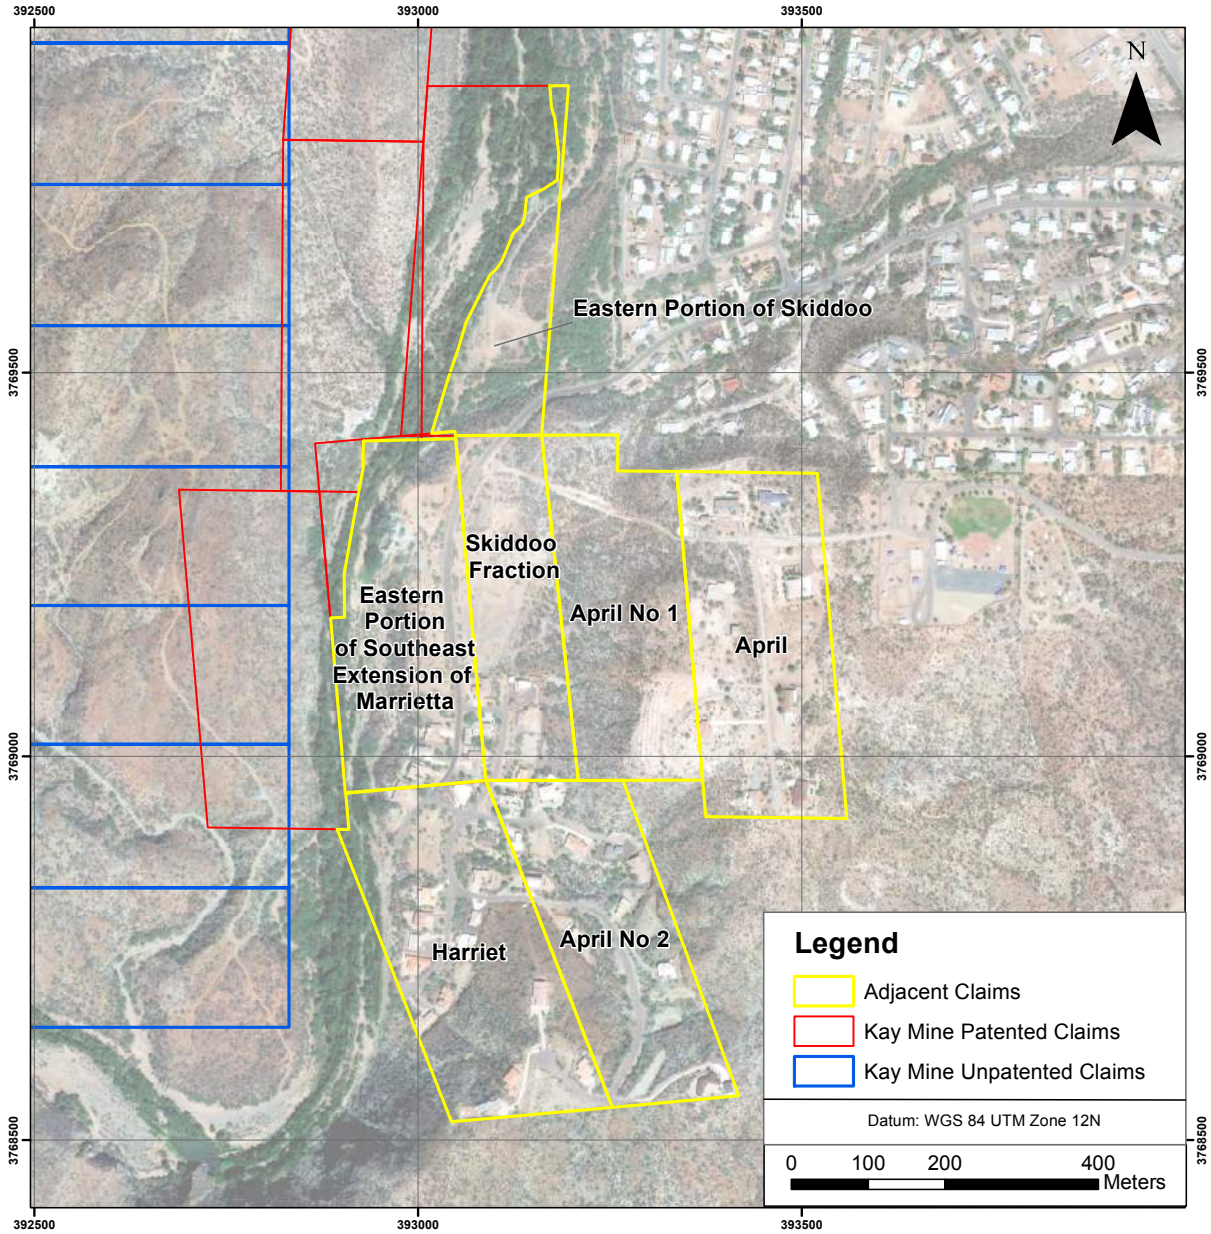 392500
393000
393500
N
Eastern Portion of Skiddoo
3769500
3769500
Skiddoo
Fraction
Eastern
Portion
of Southeast
Extension of
Marrietta
April No 1
April
3769000
3769000
Harriet
April No 2
Legend
Adjacent Claims
Kay Mine Patented Claims
Kay Mine Unpatented Claims
Datum: WGS 84 UTM Zone 12N
3768500
3768500
0 100 200 400
Meters
392500
393000
393500